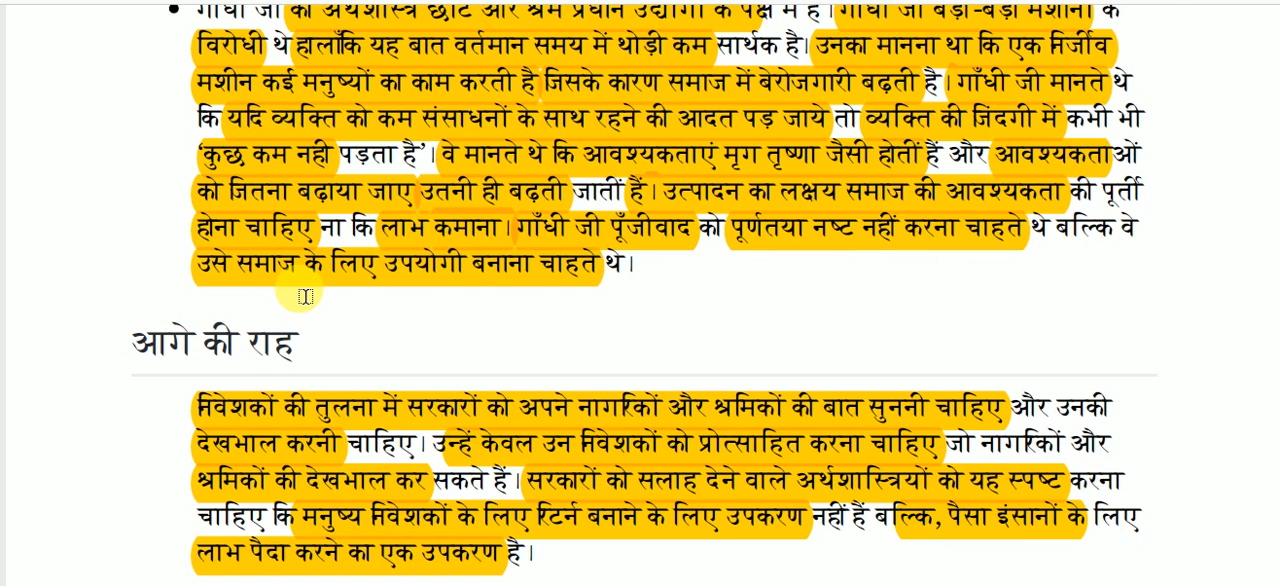 गाँधी जी का अर्थशास्त्र छोटे और श्रम प्रधान उद्योगों के पक्ष में है। गाँधी जी बड़ी-बड़ी मशीनों के
विरोधी थे हालाँकि यह बात वर्तमान समय में थोड़ी कम सार्थक है। उनका मानना था कि एक निर्जीव
मशीन कई मनुष्यों का काम करती है जिसके कारण समाज में बेरोजगारी बढ़ती है। गाँधी जी मानते थे
कि यदि व्यक्ति को कम संसाधनों के साथ रहने की आदत पड़ जाये तो व्यक्ति की जिंदगी में कभी भी
‘कुछ कम नही पड़ता है’। वे मानते थे कि आवश्यकताएं मृग तृष्णा जैसी होतीं हैं और आवश्यकताओं
को जितना बढ़ाया जाए उतनी ही बढ़ती जातीं हैं। उत्पादन का लक्षय समाज की आवश्यकता की पूर्ती
होना चाहिए ना कि लाभ कमाना। गाँधी जी पूँजीवाद को पूर्णतया नष्ट नहीं करना चाहते थे बल्कि वे
उसे समाज के लिए उपयोगी बनाना चाहते थे।
आगे की राह
निवेशकों की तुलना में सरकारों को अपने नागरिकों और श्रमिकों की बात सुननी चाहिए और उनकी
देखभाल करनी चाहिए। उन्हें केवल उन निवेशकों को प्रोत्साहित करना चाहिए जो नागरिकों और
श्रमिकों की देखभाल कर सकते हैं। सरकारों को सलाह देने वाले अर्थशास्त्रियों को यह स्पष्ट करना
चाहिए कि मनुष्य निवेशकों के लिए रिटर्न बनाने के लिए उपकरण नहीं हैं बल्कि, पैसा इंसानों के लिए
लाभ पैदा करने का एक उपकरण है।